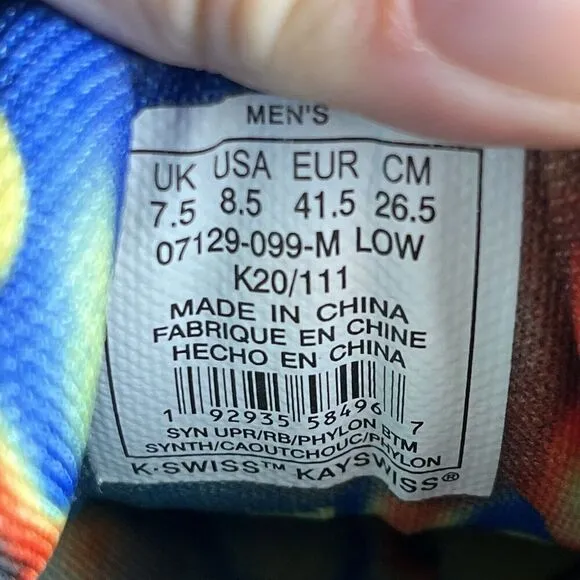 MEN'S
UK USA EUR CM
7.5 8.5 41.5 26.5
07129-099-M LOW
K20/111
MADE IN CHINA
FABRIQUE EN CHINE
HECHO EN CHINA
1 92935 58496 7
SYN UPR/RB/PHYLON BTM
SYNTH/CAOUTCHOUC/PHYLON
K·SWISS™ KAYSWISS®